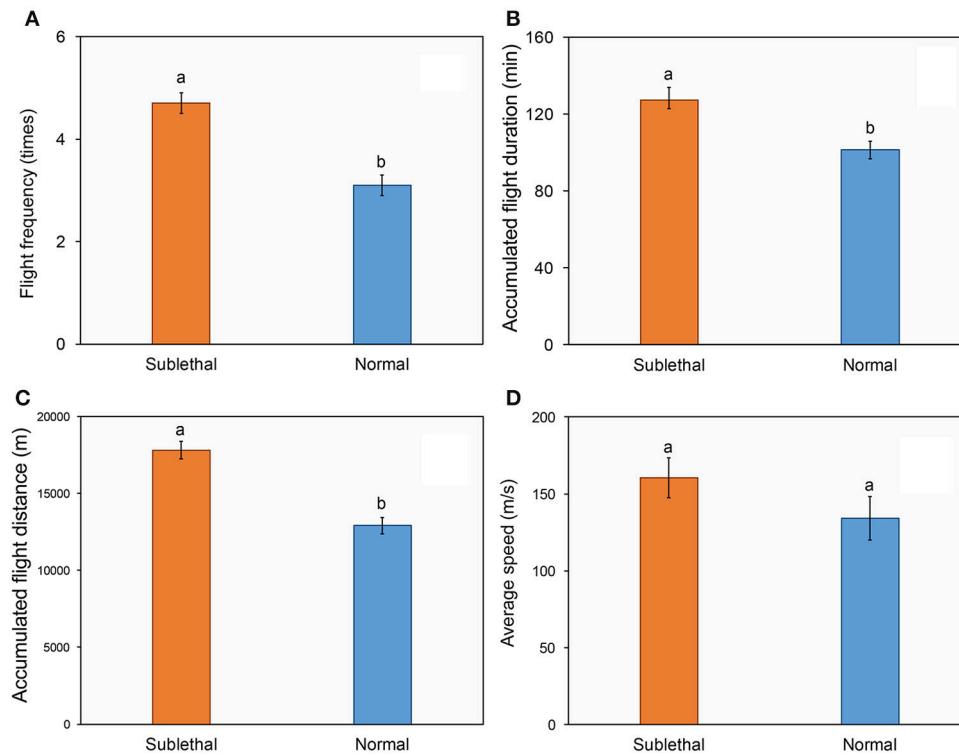 A
Flight frequency (times)
6
4
2
0
a
b
Sublethal
Normal
B
Accumulated flight duration (min)
160
120
80
40
0
a
b
Sublethal
Normal
C
Accumulated flight distance (m)
20000
15000
10000
5000
0
a
b
Sublethal
Normal
D
Average speed (m/s)
200
150
100
50
0
a
a
Sublethal
Normal